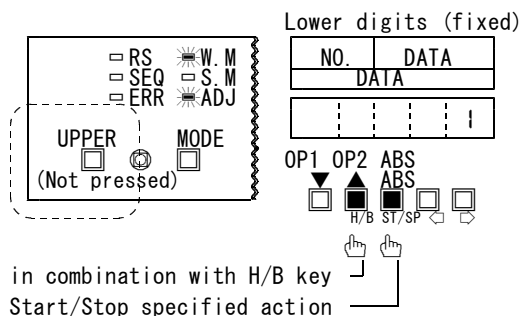 Lower digits (fixed)
RS W.M
SEQ S.M
ERR ADJ
NO. DATA
DATA
1
UPPER MODE
(Not pressed)
OP1 OP2 ABS
ABS
H/B ST/SP
in combination with H/B key
Start/Stop specified action